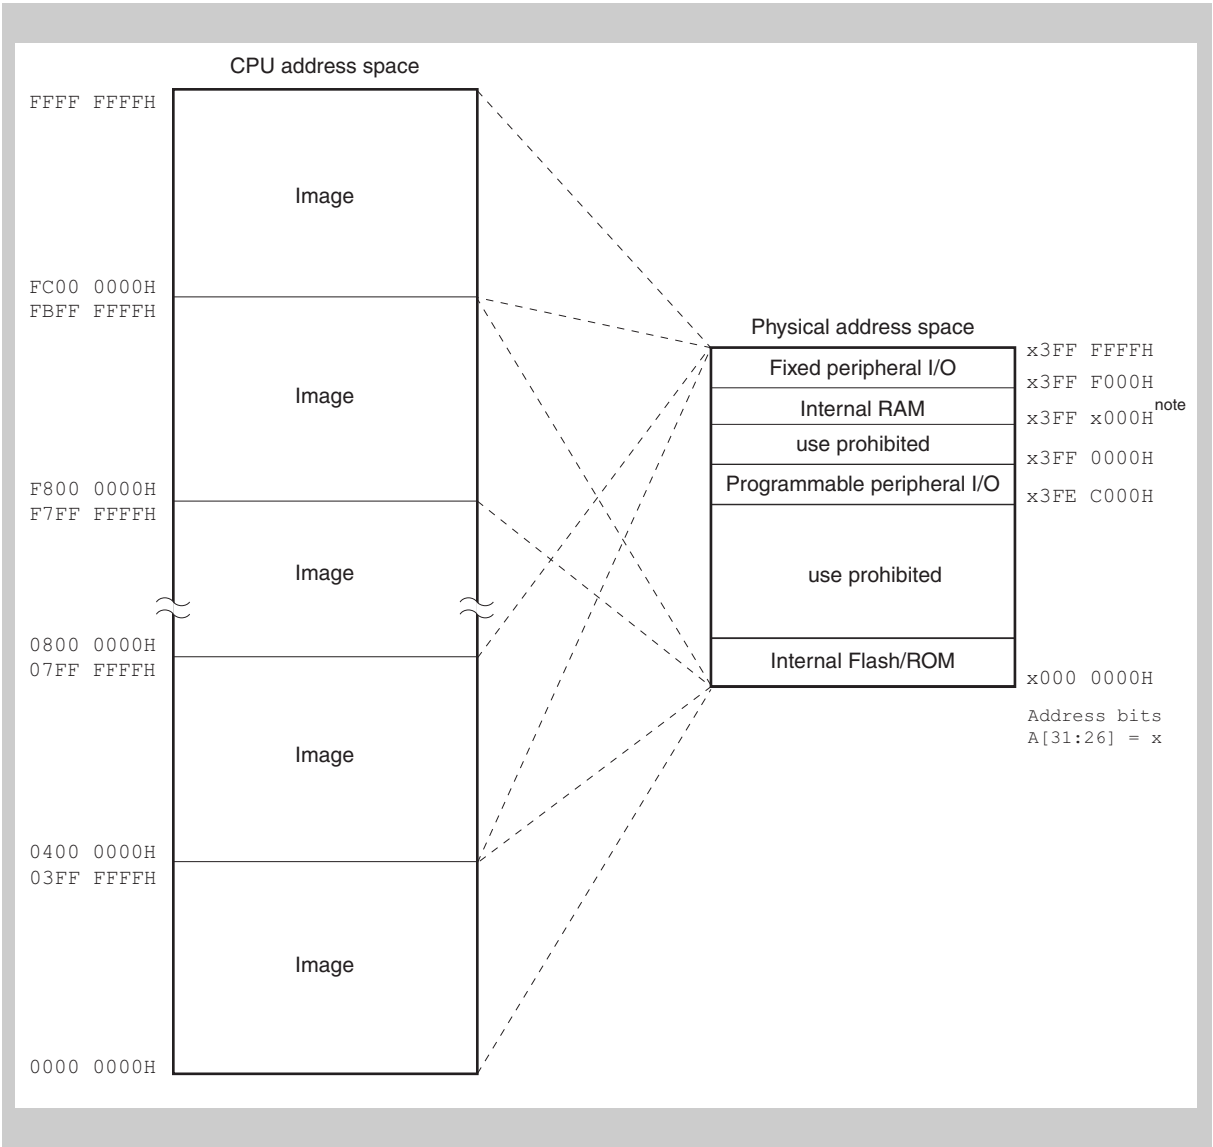 CPU address space
FFFF FFFFH
Image
FC00 0000H
FBFF FFFFH
Image
F800 0000H
F7FF FFFFH
Image
0800 0000H
07FF FFFFH
Image
0400 0000H
03FF FFFFH
Image
0000 0000H
Physical address space
x3FF FFFFH
Fixed peripheral I/O
x3FF F000H
Internal RAM
x3FF x000H note
use prohibited
x3FF 0000H
Programmable peripheral I/O
x3FE C000H
use prohibited
Internal Flash/ROM
x000 0000H
Address bits
A[31:26] = x